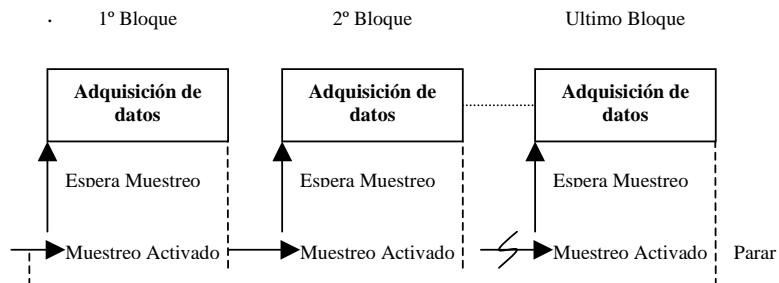 1º Bloque 2º Bloque Ultimo Bloque
Adquisición de Adquisición de Adquisición de
datos datos datos
Espera Muestreo Espera Muestreo Espera Muestreo
Muestreo Activado Muestreo Activado Muestreo Activado Parar